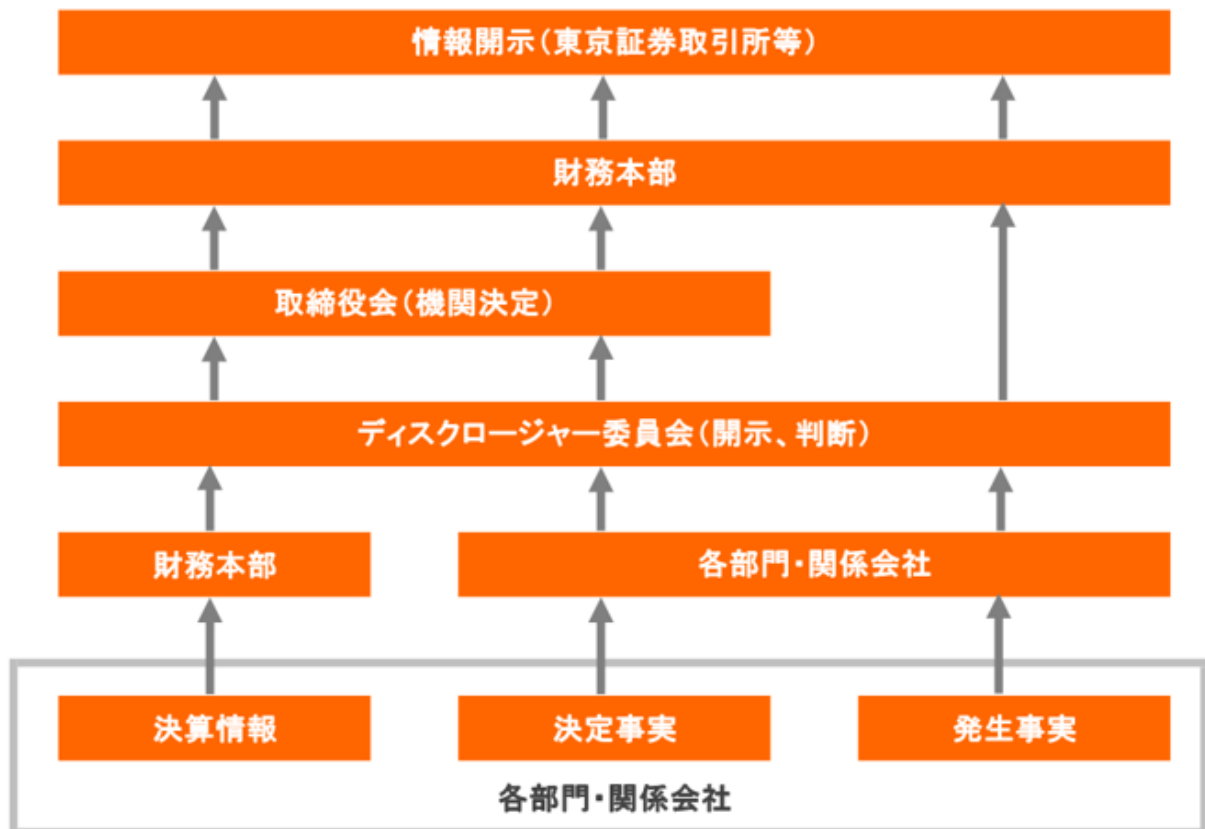 情報開示(東京証券取引所等)
財務本部
取締役会(機関決定)
ディスクロージャー委員会(開示、判断)
財務本部
各部門・関係会社
決算情報
決定事実
発生事実
各部門・関係会社